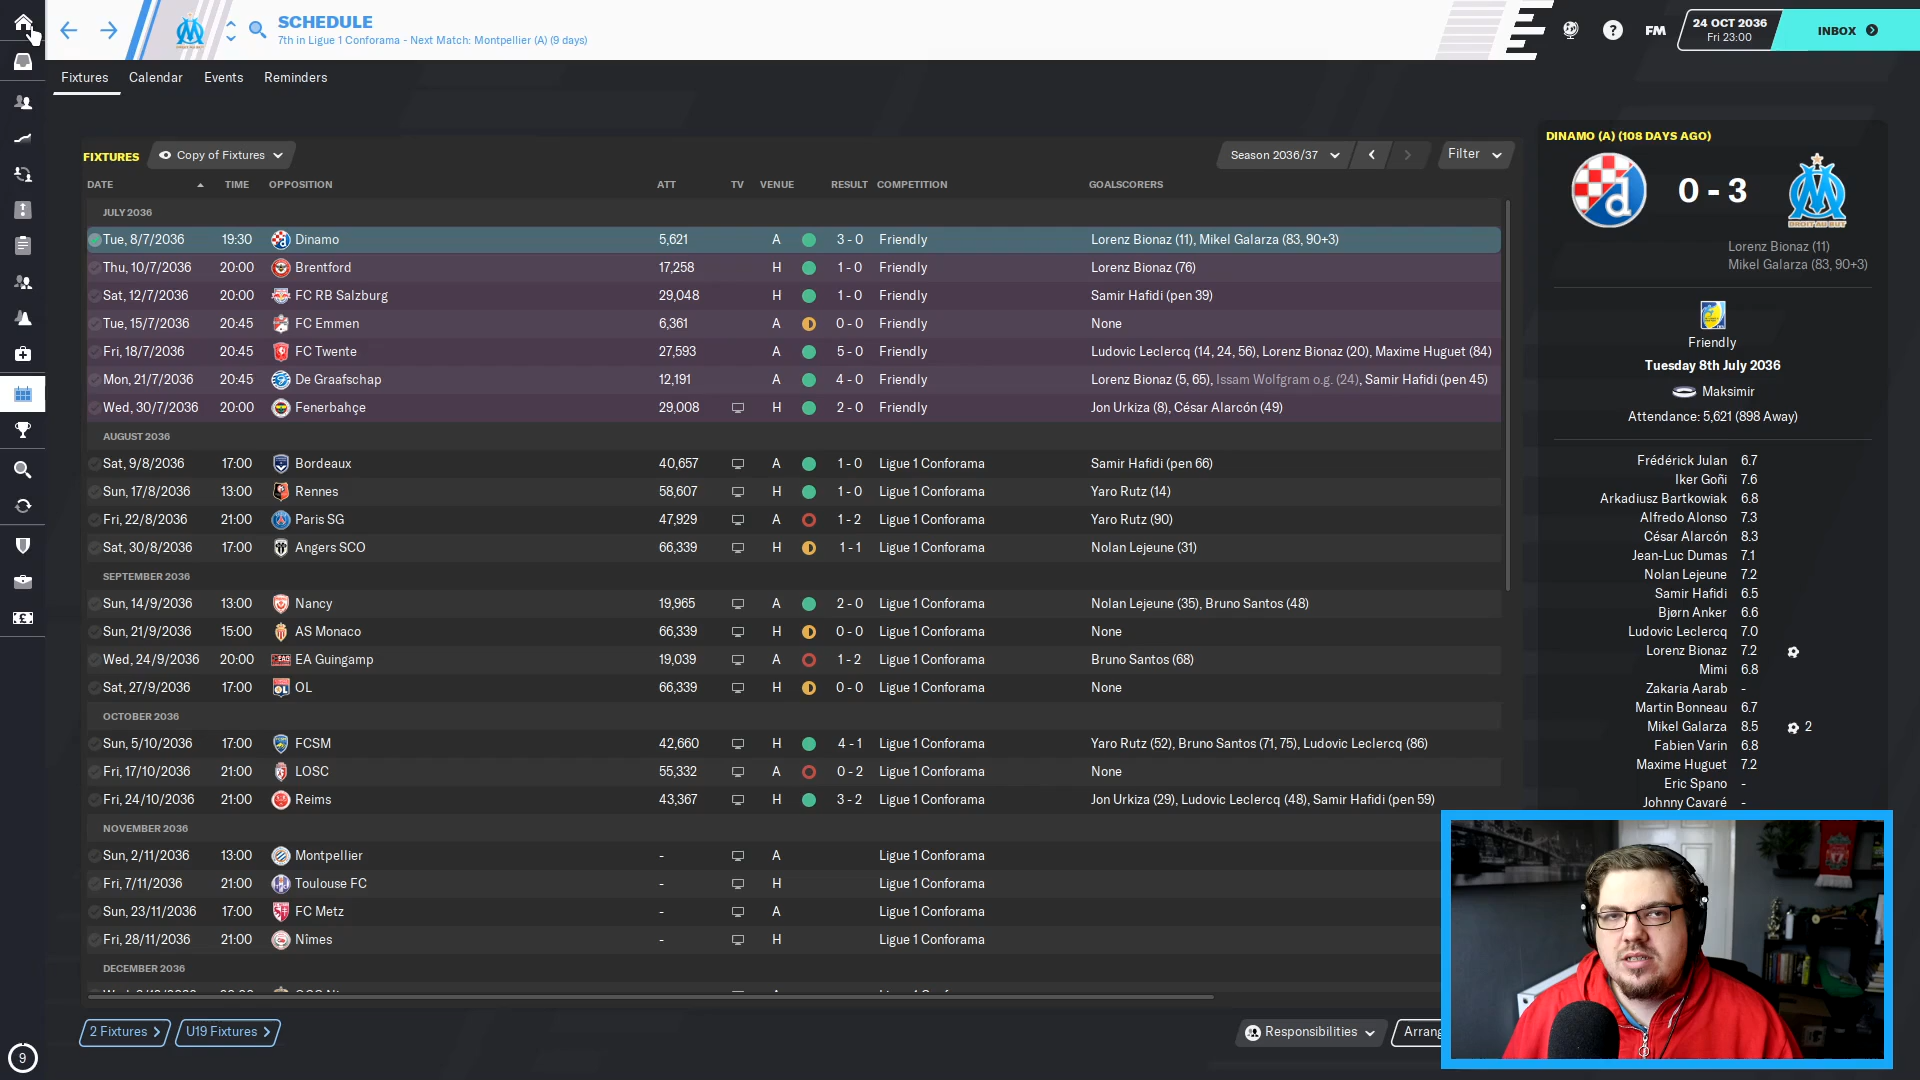 SCHEDULE
7th in Ligue 1 Conforama - Next Match: Montpellier (A) (9 days)
FM
24 OCT 2036
Fri 23:00
INBOX
Fixtures Calendar Events Reminders
FIXTURES Copy of Fixtures Season 2036/37 Filter
DATE TIME OPPOSITION ATT TV VENUE RESULT COMPETITION GOALSCORERS
JULY 2036
Tue, 8/7/2036 19:30 Dinamo 5,621 A 3 - 0 Friendly Lorenz Bionaz (11), Mikel Galarza (83, 90+3)
Thu, 10/7/2036 20:00 Brentford 17,258 H 1 - 0 Friendly Lorenz Bionaz (76)
Sat, 12/7/2036 20:00 FC RB Salzburg 29,048 H 1 - 0 Friendly Samir Hafidi (pen 39)
Tue, 15/7/2036 20:45 FC Emmen 6,361 A 0 - 0 Friendly None
Fri, 18/7/2036 20:45 FC Twente 27,593 A 5 - 0 Friendly Ludovic Leclercq (14, 24, 56), Lorenz Bionaz (20), Maxime Huguet (84)
Mon, 21/7/2036 20:45 De Graafschap 12,191 A 4 - 0 Friendly Lorenz Bionaz (5, 65), Issam Wolfgram o.g. (24), Samir Hafidi (pen 45)
Wed, 30/7/2036 20:00 Fenerbahçe 29,008 H 2 - 0 Friendly Jon Urkiza (8), César Alarcón (49)
AUGUST 2036
Sat, 9/8/2036 17:00 Bordeaux 40,657 A 1 - 0 Ligue 1 Conforama Samir Hafidi (pen 66)
Sun, 17/8/2036 13:00 Rennes 58,607 H 1 - 0 Ligue 1 Conforama Yaro Rutz (14)
Fri, 22/8/2036 21:00 Paris SG 47,929 A 1 - 2 Ligue 1 Conforama Yaro Rutz (90)
Sat, 30/8/2036 17:00 Angers SCO 66,339 H 1 - 1 Ligue 1 Conforama Nolan Lejeune (31)
SEPTEMBER 2036
Sun, 14/9/2036 13:00 Nancy 19,965 A 2 - 0 Ligue 1 Conforama Nolan Lejeune (35), Bruno Santos (48)
Sun, 21/9/2036 15:00 AS Monaco 66,339 H 0 - 0 Ligue 1 Conforama None
Wed, 24/9/2036 20:00 EA Guingamp 19,039 A 1 - 2 Ligue 1 Conforama Bruno Santos (68)
Sat, 27/9/2036 17:00 OL 66,339 H 0 - 0 Ligue 1 Conforama None
OCTOBER 2036
Sun, 5/10/2036 17:00 FCSM 42,660 H 4 - 1 Ligue 1 Conforama Yaro Rutz (52), Bruno Santos (71, 75), Ludovic Leclercq (86)
Fri, 17/10/2036 21:00 LOSC 55,332 A 0 - 2 Ligue 1 Conforama None
Fri, 24/10/2036 21:00 Reims 43,367 H 3 - 2 Ligue 1 Conforama Jon Urkiza (29), Ludovic Leclercq (48), Samir Hafidi (pen 59)
NOVEMBER 2036
Sun, 2/11/2036 13:00 Montpellier - A Ligue 1 Conforama
Fri, 7/11/2036 21:00 Toulouse FC - H Ligue 1 Conforama
Sun, 23/11/2036 17:00 FC Metz - A Ligue 1 Conforama
Fri, 28/11/2036 21:00 Nîmes - H Ligue 1 Conforama
DECEMBER 2036
2 Fixtures U19 Fixtures Responsibilities Arrang
9
DINAMO (A) (108 DAYS AGO)
0 - 3
DROIT AU BUT
Lorenz Bionaz (11)
Mikel Galarza (83, 90+3)
Friendly
Tuesday 8th July 2036
Maksimir
Attendance: 5,621 (898 Away)
Frédérick Julan 6.7
Iker Goñi 7.6
Arkadiusz Bartkowiak 6.8
Alfredo Alonso 7.3
César Alarcón 8.3
Jean-Luc Dumas 7.1
Nolan Lejeune 7.2
Samir Hafidi 6.5
Bjørn Anker 6.6
Ludovic Leclercq 7.0
Lorenz Bionaz 7.2
Mimi 6.8
Zakaria Aarab -
Martin Bonneau 6.7
Mikel Galarza 8.5 2
Fabien Varin 6.8
Maxime Huguet 7.2
Eric Spano -
Johnny Cavaré -